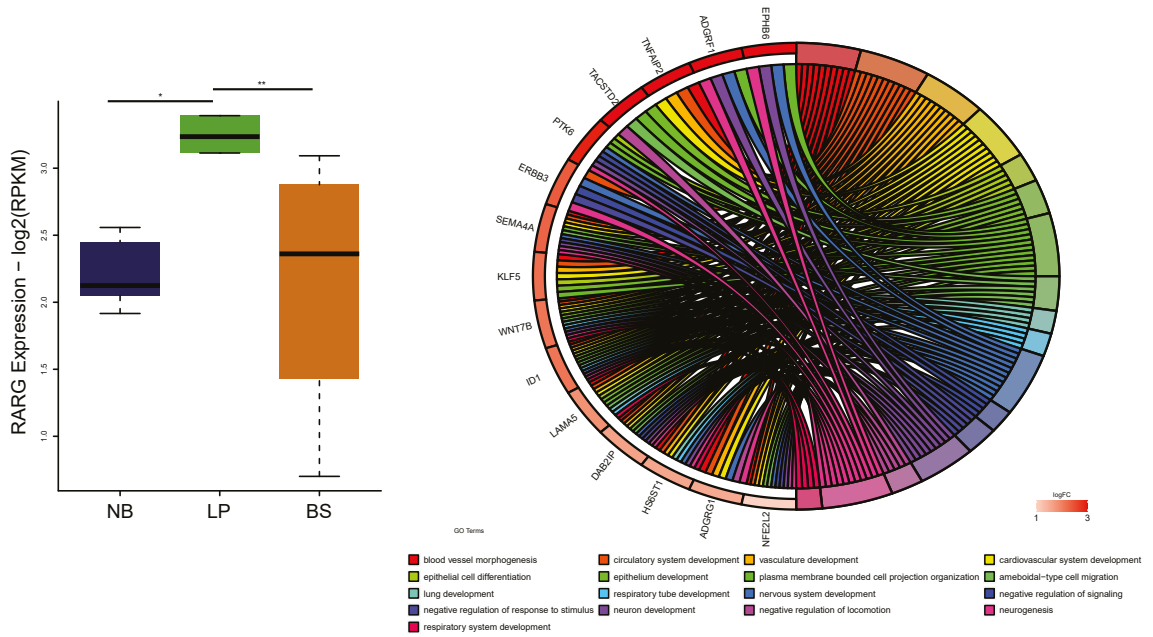 RARG Expression − log2(RPKM)
*
**
3.0
2.5
2.0
1.5
1.0
NB
LP
BS
EPHB6
ADGRF1
TNFAIP2
TACSTD2
PTK6
ERBB3
SEMA4A
KLF5
WNT7B
ID1
LAMA5
DAB2IP
HS6ST1
ADGRG1
NFE2L2
logFC
1 3
GO Terms
blood vessel morphogenesis circulatory system development vasculature development cardiovascular system development
epithelial cell differentiation epithelium development plasma membrane bounded cell projection organization ameboidal−type cell migration
lung development respiratory tube development nervous system development negative regulation of signaling
negative regulation of response to stimulus neuron development negative regulation of locomotion neurogenesis
respiratory system development